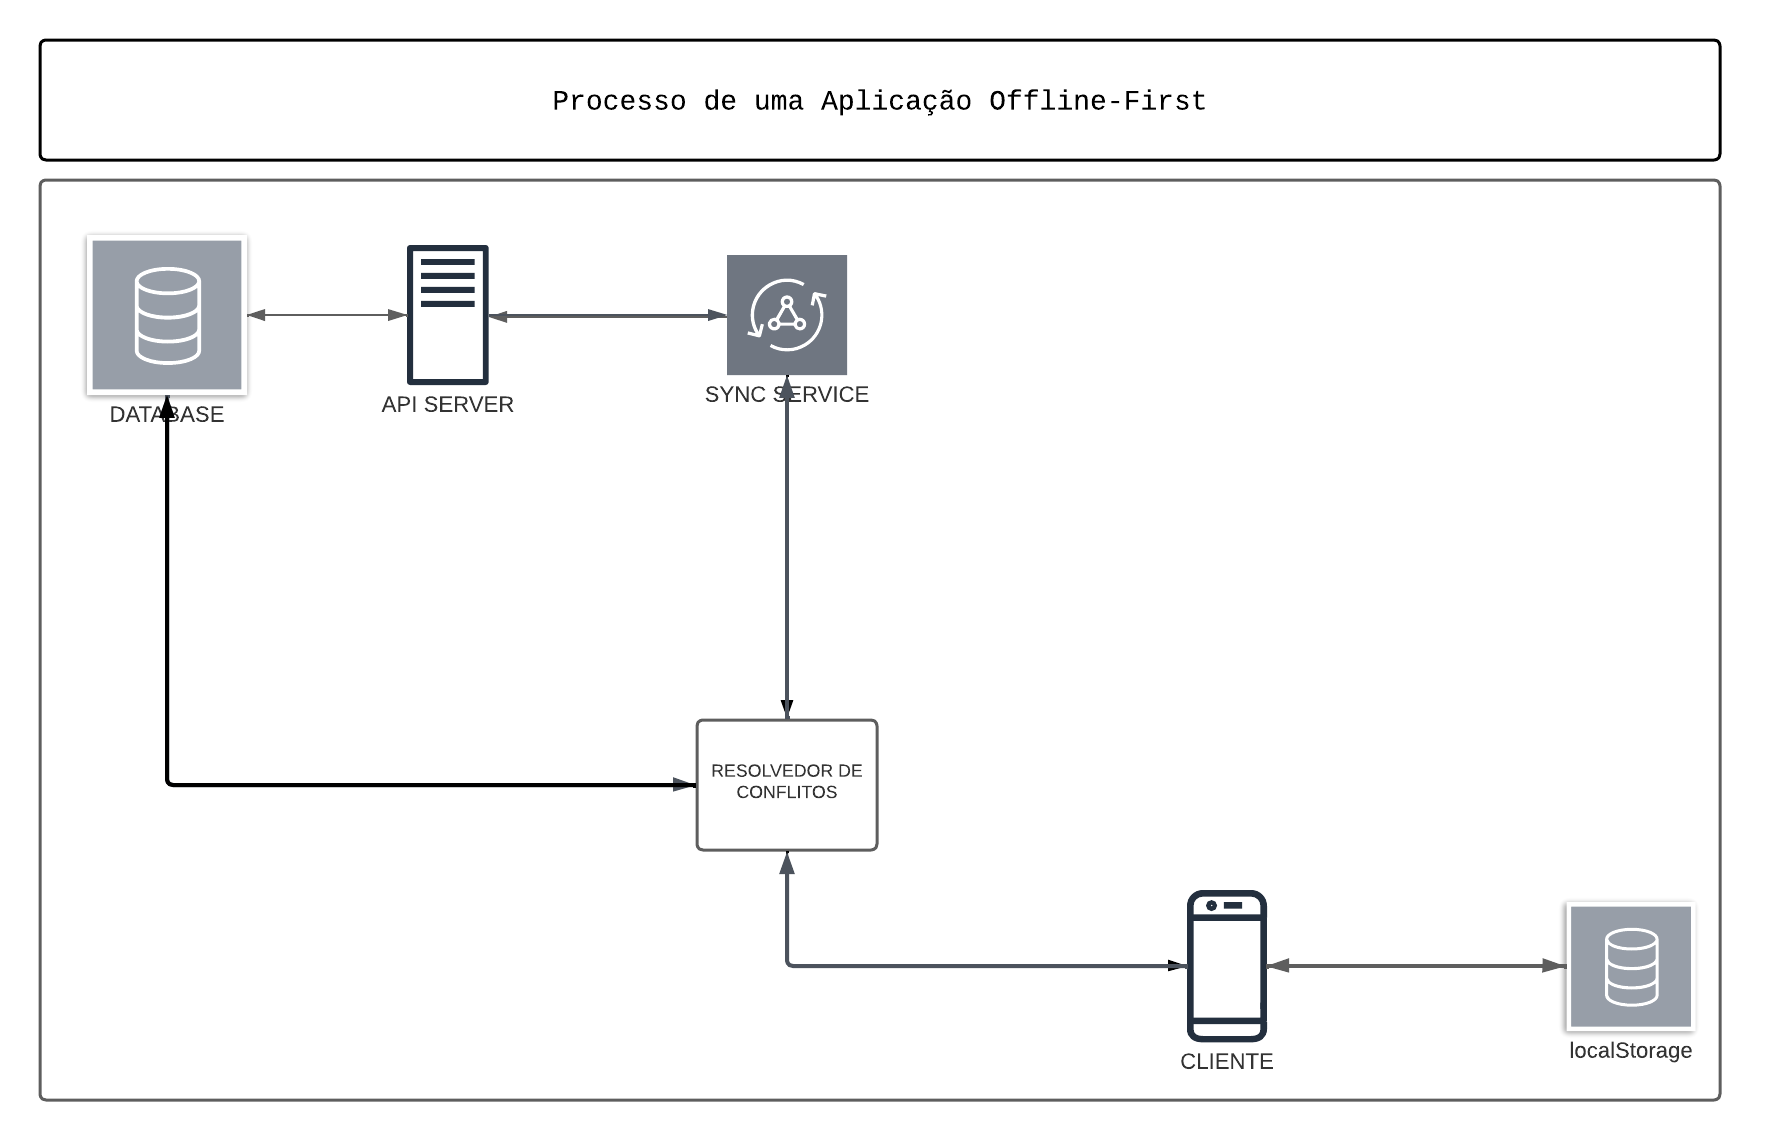 Processo de uma Aplicação Offline-First
DATABASE
API SERVER
SYNC SERVICE
RESOLVEDOR DE
CONFLITOS
CLIENTE
localStorage